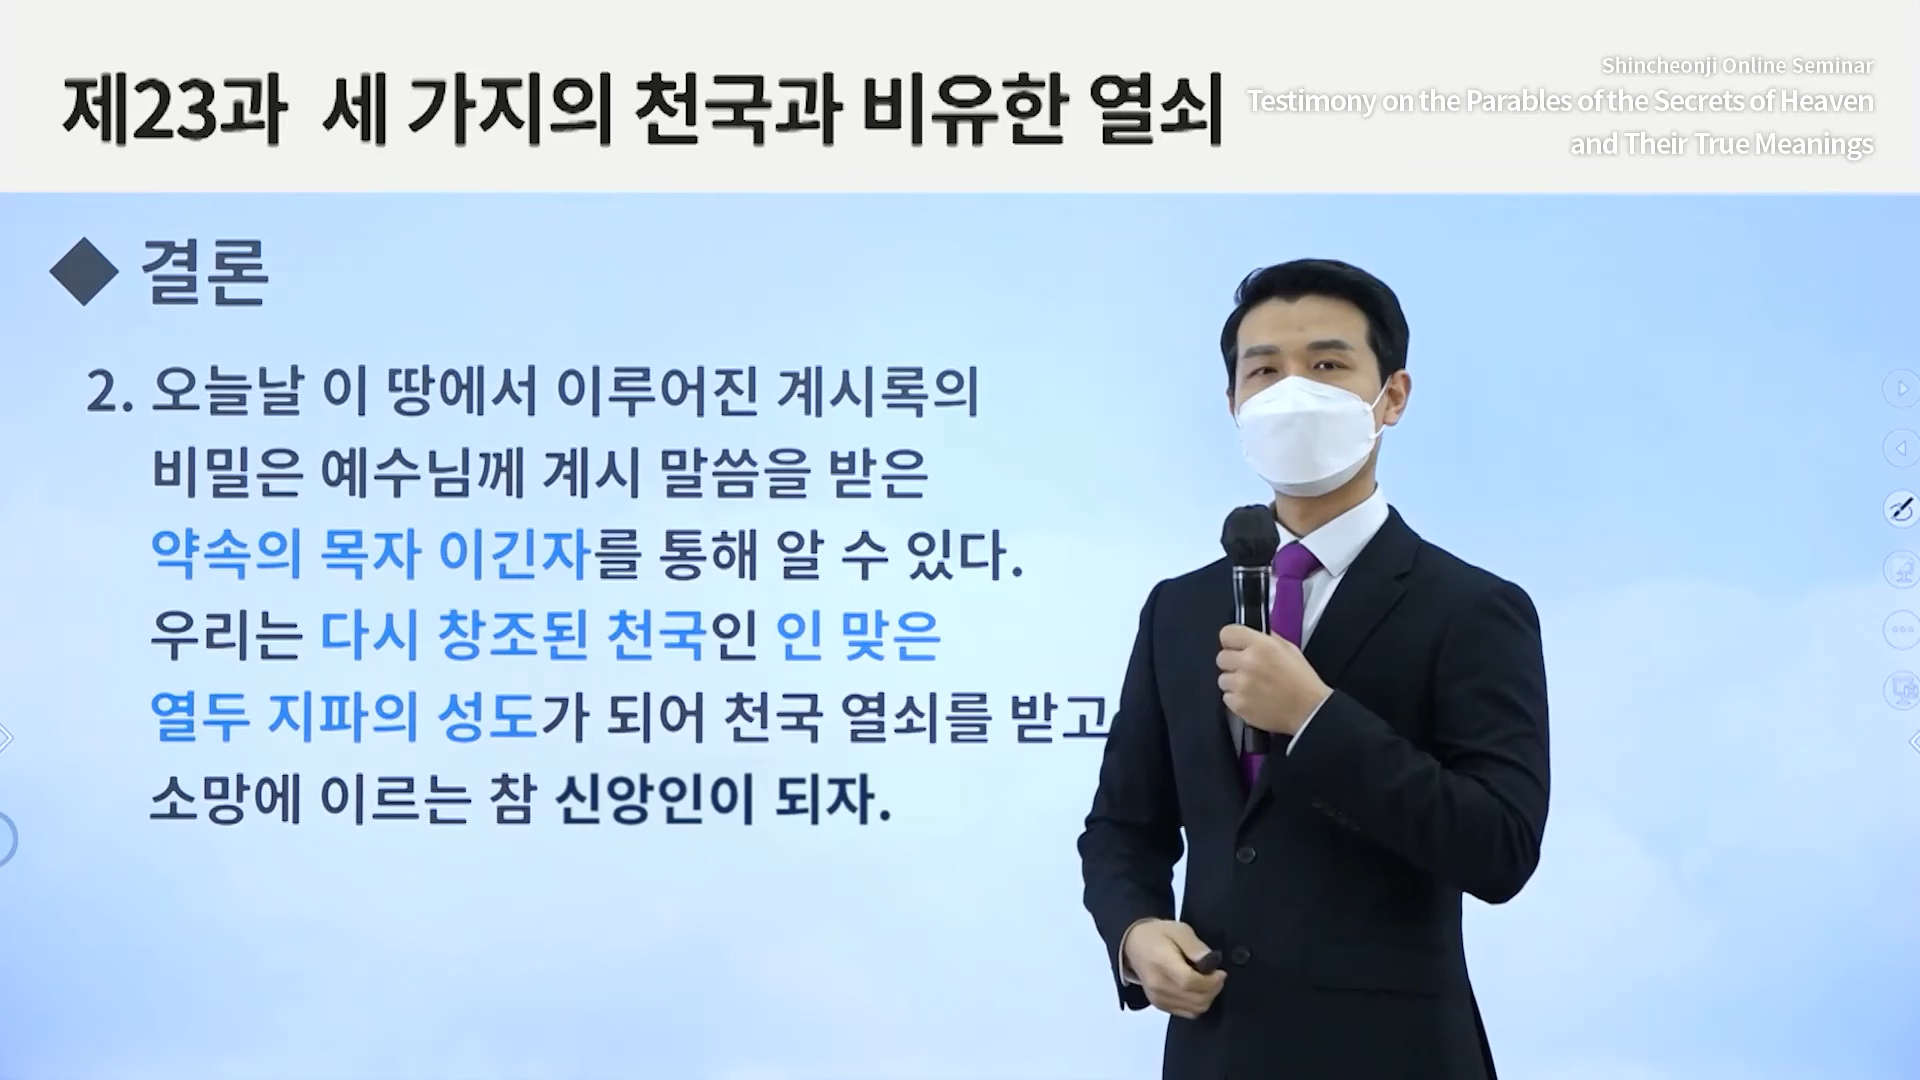 제23과 세 가지의 천국과 비유한 열쇠
Shincheonji Online Seminar
Testimony on the Parables of the Secrets of Heaven
and Their True Meanings
◆ 결론
2. 오늘날 이 땅에서 이루어진 계시록의
비밀은 예수님께 계시 말씀을 받은
약속의 목자 이긴자를 통해 알 수 있다.
우리는 다시 창조된 천국인 인 맞은
열두 지파의 성도가 되어 천국 열쇠를 받고
소망에 이르는 참 신앙인이 되자.